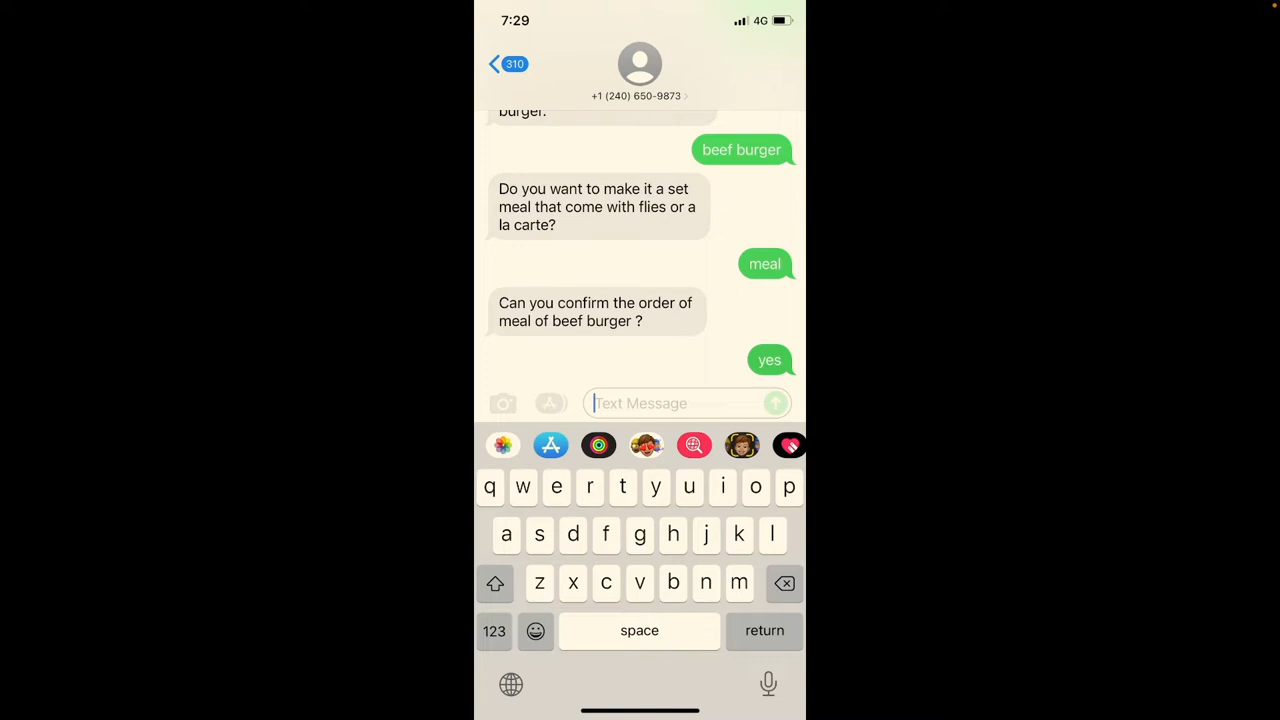 7:29
4G
310
+1 (240) 650-9873
burger.
beef burger
Do you want to make it a set
meal that come with flies or a
la carte?
meal
Can you confirm the order of
meal of beef burger ?
yes
Text Message
q w e r t y u i o p
a s d f g h j k l
z x c v b n m
123 space return